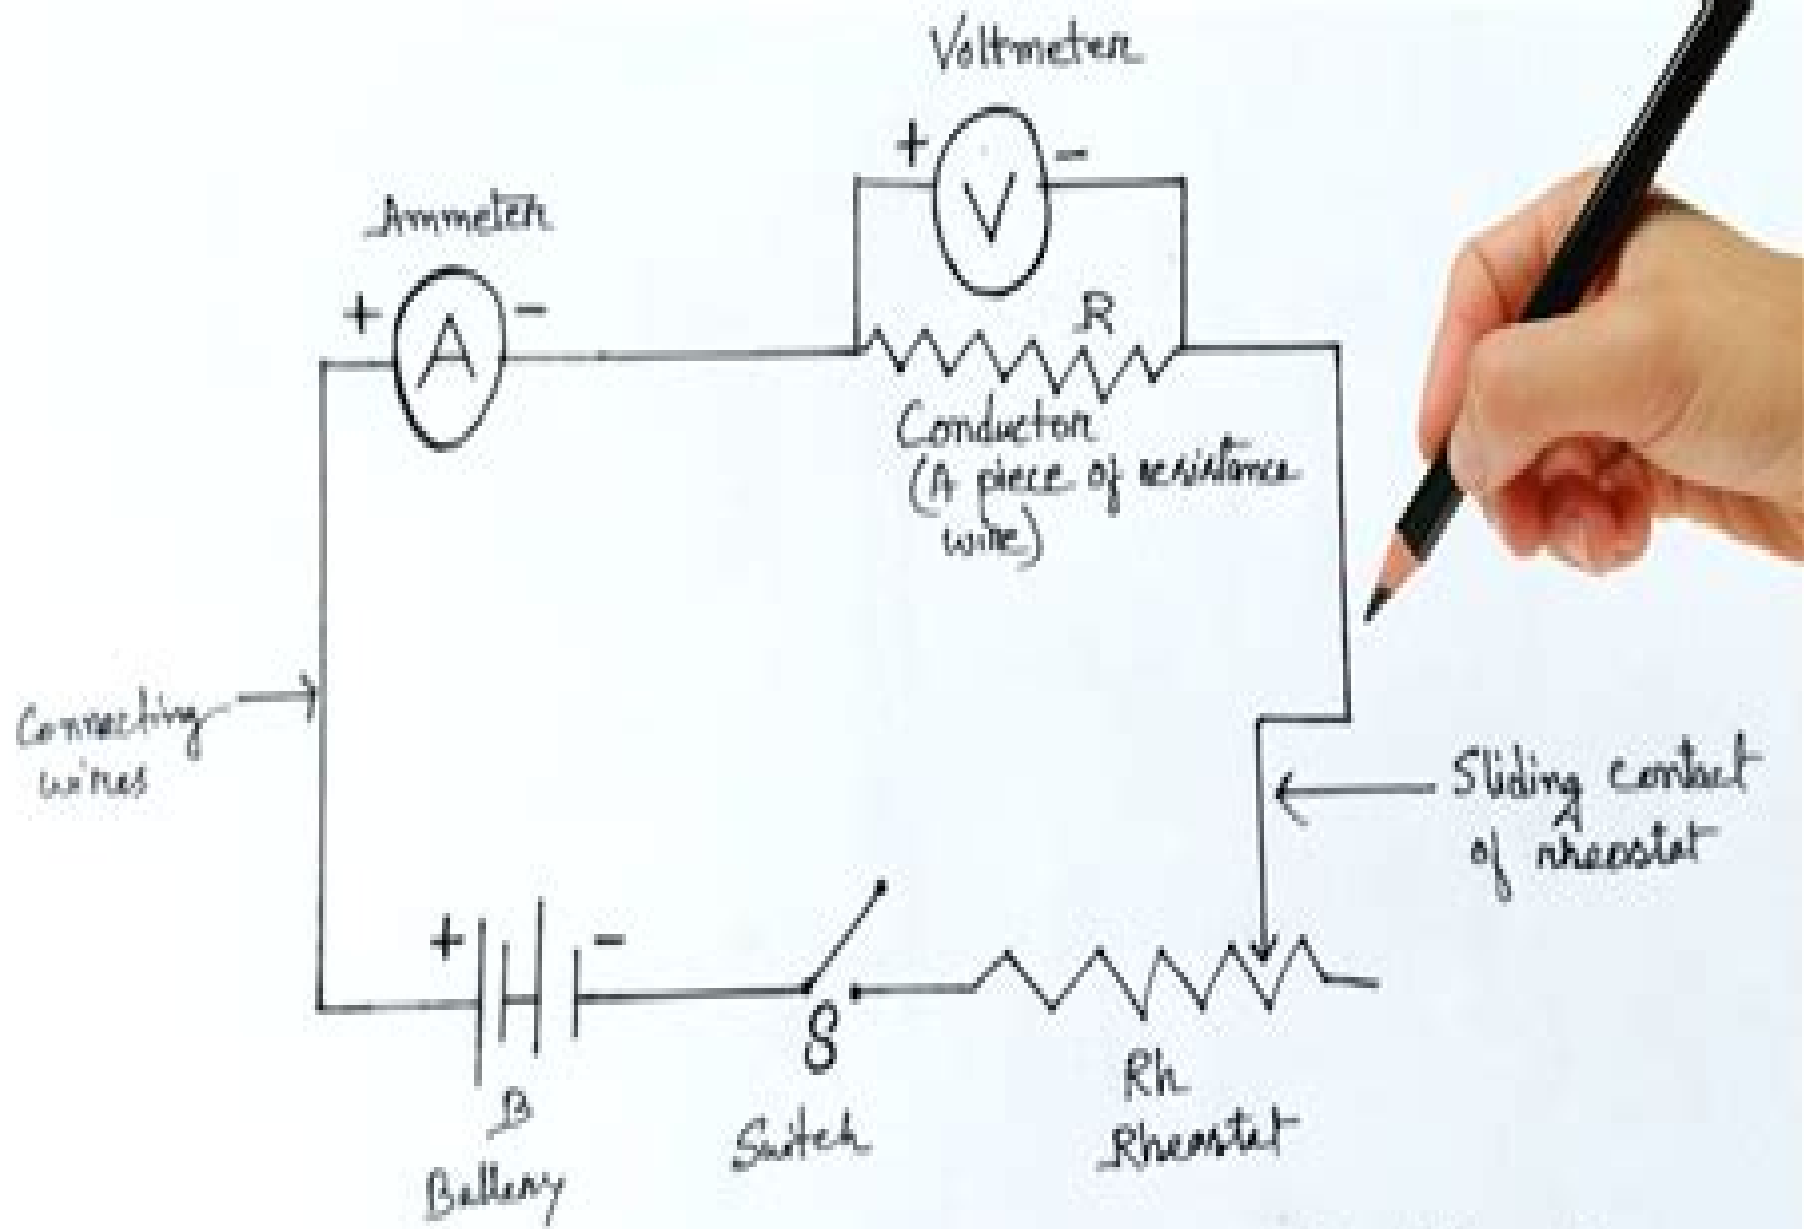 Voltmeter
+ V -
Ammeter
+ A -
R
Conductor
(A piece of resistance
wire)
Connecting
wires
Sliding contact
of rheostat
+ -
S
B
Battery
Switch
Rh
Rheostat